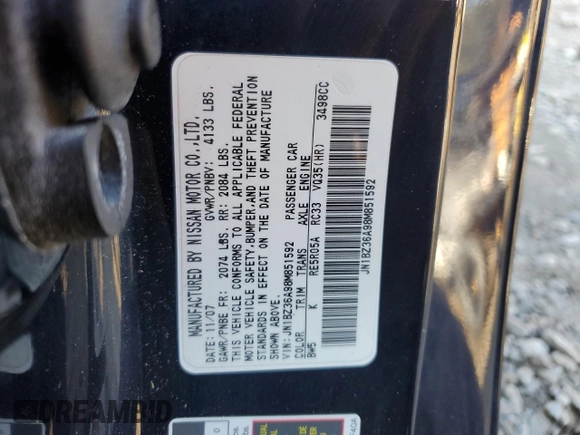 MANUFACTURED BY NISSAN MOTOR CO.,LTD.
DATE: 11/07 GVWR/PNBV: 4133 LBS.
GAWR/PNBE FR: 2074 LBS. RR: 2084 LBS.
THIS VEHICLE CONFORMS TO ALL APPLICABLE FEDERAL
MOTOR VEHICLE SAFETY,BUMPER,AND THEFT PREVENTION
STANDARDS IN EFFECT ON THE DATE OF MANUFACTURE
SHOWN ABOVE.
VIN: JN1BZ36A98M851592 PASSENGER CAR
COLOR TRIM TRANS AXLE ENGINE
BW5 K RE5R05A RC33 VQ35(HR) 3498CC
JN1BZ36A98M851592
DREAMBID